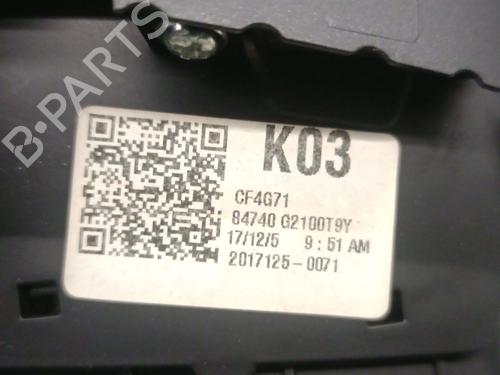 B-PARTS
K03
CF4G71
84740 G2100T9Y
17/12/5 9:51 AM
2017125-0071